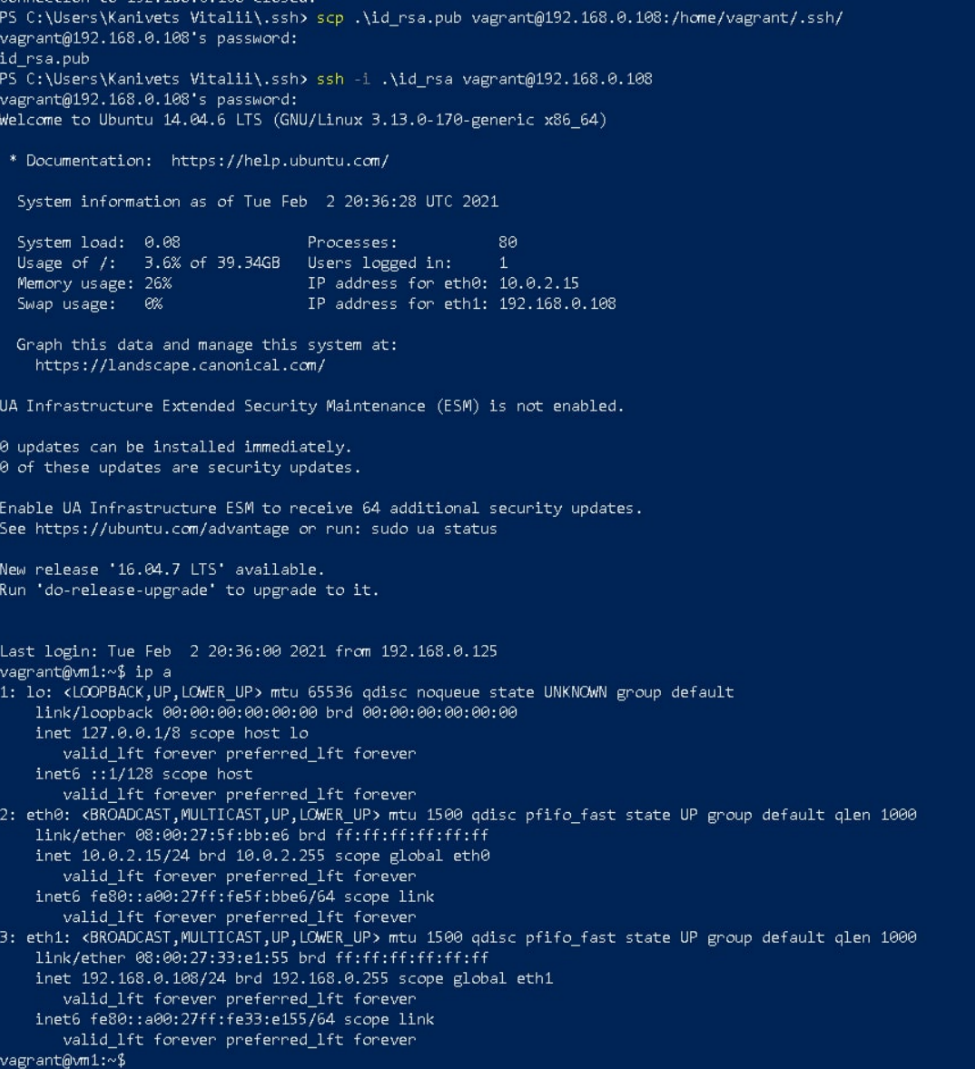 PS C:\Users\Kanivets Vitalii\.ssh> scp .\id_rsa.pub vagrant@192.168.0.108:/home/vagrant/.ssh/
vagrant@192.168.0.108's password:
id_rsa.pub
PS C:\Users\Kanivets Vitalii\.ssh> ssh -i .\id_rsa vagrant@192.168.0.108
vagrant@192.168.0.108's password:
Welcome to Ubuntu 14.04.6 LTS (GNU/Linux 3.13.0-170-generic x86_64)
* Documentation:  https://help.ubuntu.com/
System information as of Tue Feb  2 20:36:28 UTC 2021
System load:  0.08              Processes:           80
Usage of /:   3.6% of 39.34GB   Users logged in:     1
Memory usage: 26%               IP address for eth0: 10.0.2.15
Swap usage:   0%                IP address for eth1: 192.168.0.108
Graph this data and manage this system at:
https://landscape.canonical.com/
UA Infrastructure Extended Security Maintenance (ESM) is not enabled.
0 updates can be installed immediately.
0 of these updates are security updates.
Enable UA Infrastructure ESM to receive 64 additional security updates.
See https://ubuntu.com/advantage or run: sudo ua status
New release '16.04.7 LTS' available.
Run 'do-release-upgrade' to upgrade to it.
Last login: Tue Feb  2 20:36:00 2021 from 192.168.0.125
vagrant@vm1:~$ ip a
1: lo: <LOOPBACK,UP,LOWER_UP> mtu 65536 qdisc noqueue state UNKNOWN group default
link/loopback 00:00:00:00:00:00 brd 00:00:00:00:00:00
inet 127.0.0.1/8 scope host lo
valid_lft forever preferred_lft forever
inet6 ::1/128 scope host
valid_lft forever preferred_lft forever
2: eth0: <BROADCAST,MULTICAST,UP,LOWER_UP> mtu 1500 qdisc pfifo_fast state UP group default qlen 1000
link/ether 08:00:27:5f:bb:e6 brd ff:ff:ff:ff:ff:ff
inet 10.0.2.15/24 brd 10.0.2.255 scope global eth0
valid_lft forever preferred_lft forever
inet6 fe80::a00:27ff:fe5f:bbe6/64 scope link
valid_lft forever preferred_lft forever
3: eth1: <BROADCAST,MULTICAST,UP,LOWER_UP> mtu 1500 qdisc pfifo_fast state UP group default qlen 1000
link/ether 08:00:27:33:e1:55 brd ff:ff:ff:ff:ff:ff
inet 192.168.0.108/24 brd 192.168.0.255 scope global eth1
valid_lft forever preferred_lft forever
inet6 fe80::a00:27ff:fe33:e155/64 scope link
valid_lft forever preferred_lft forever
vagrant@vm1:~$